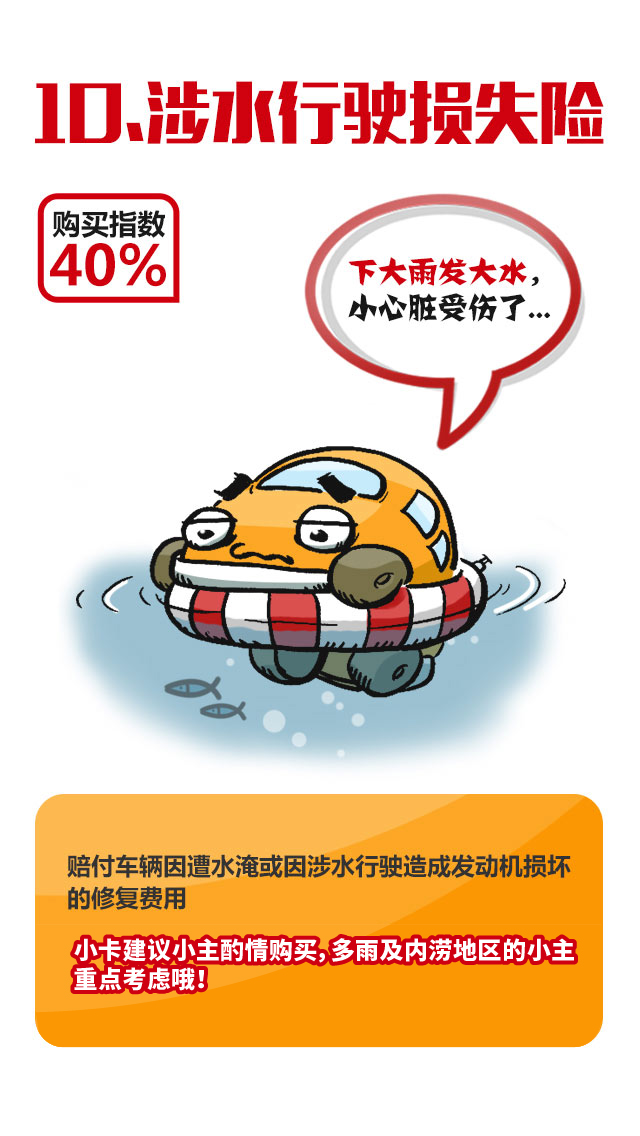 10、涉水行驶损失险
购买指数
40%
下大雨发大水，
小心脏受伤了...
赔付车辆因遭水淹或因涉水行驶造成发动机损坏
的修复费用
小卡建议小主酌情购买，多雨及内涝地区的小主
重点考虑哦！